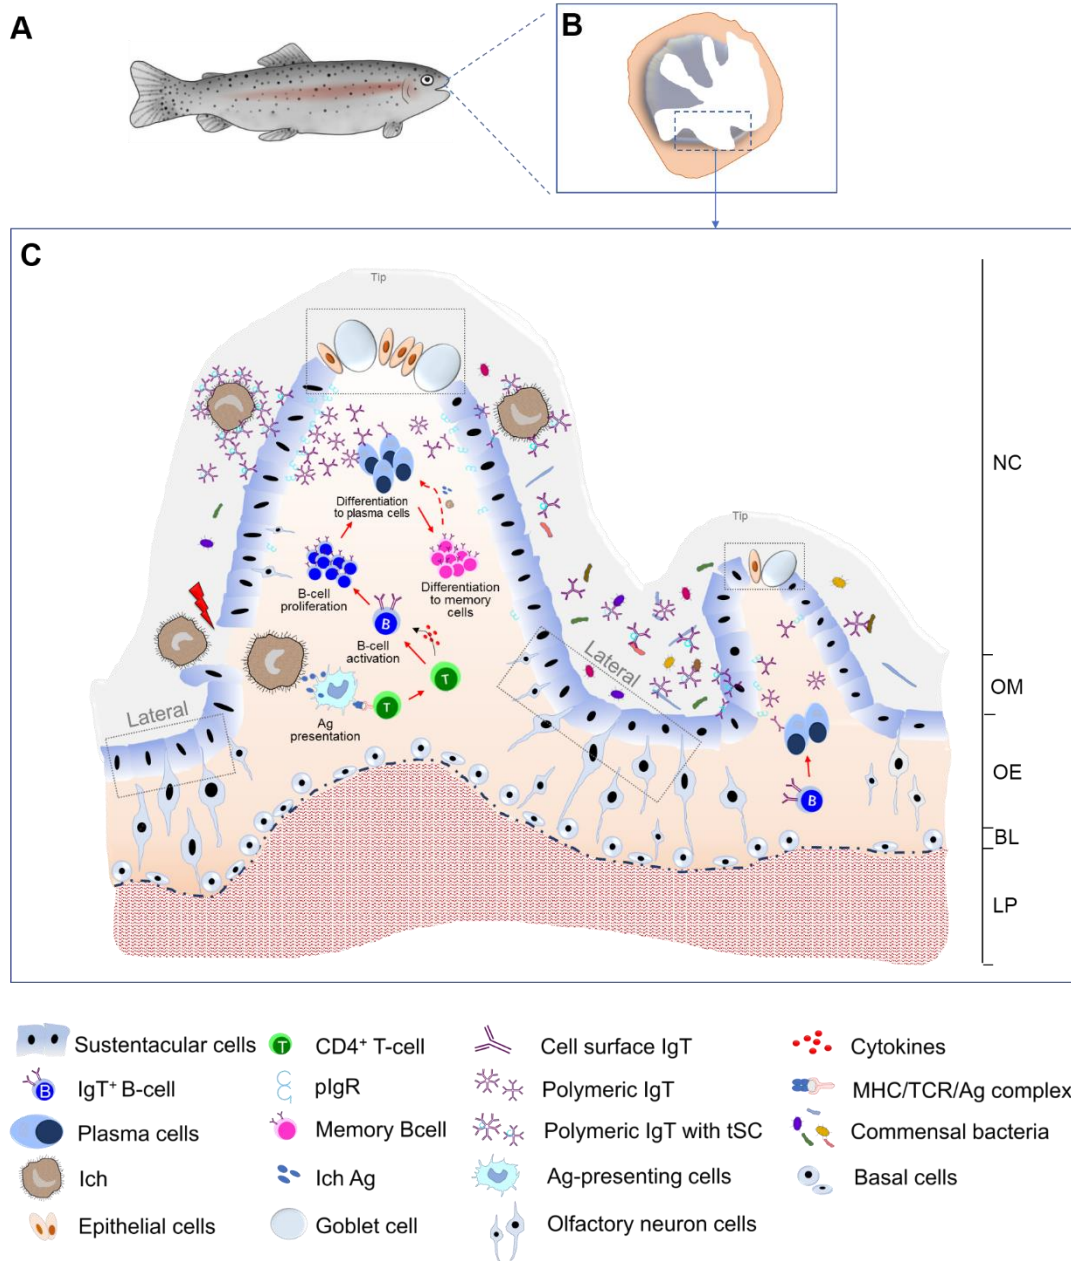 A
B
C
Tip
NC
Differentiation
to plasma cells
Tip
B-cell
proliferation
Differentiation
to memory
cells
B
B-cell
activation
T
T
Ag
presentation
Lateral
Lateral
OM
OE
B
BL
LP
Sustentacular cells
T
CD4⁺ T-cell
Cell surface IgT
Cytokines
B
IgT⁺ B-cell
pIgR
Polymeric IgT
MHC/TCR/Ag complex
Plasma cells
Memory Bcell
Polymeric IgT with tSC
Commensal bacteria
Ich
Ich Ag
Ag-presenting cells
Basal cells
Epithelial cells
Goblet cell
Olfactory neuron cells